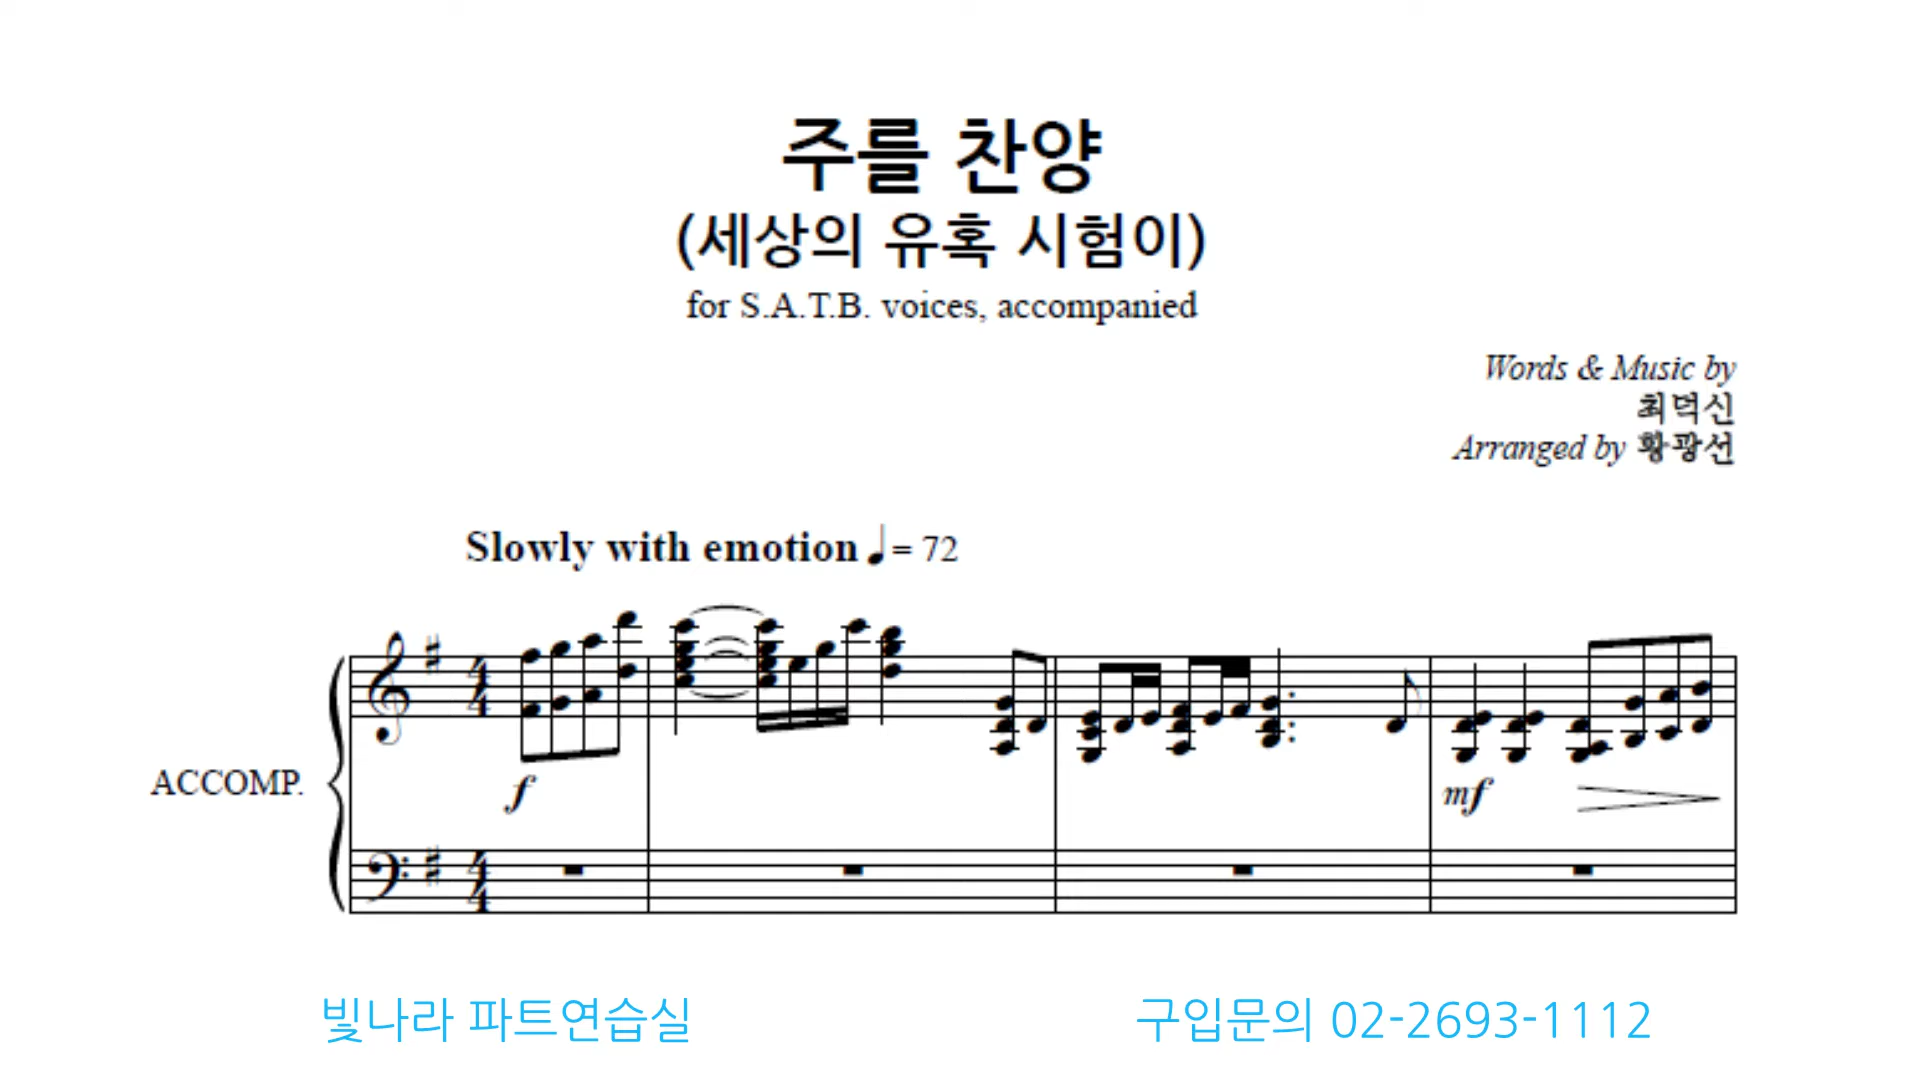 주를 찬양
(세상의 유혹 시험이)
for S.A.T.B. voices, accompanied
Words & Music by
최덕신
Arranged by 황광선
Slowly with emotion ♩= 72
ACCOMP.
f
mf
빛나라 파트연습실
구입문의 02-2693-1112